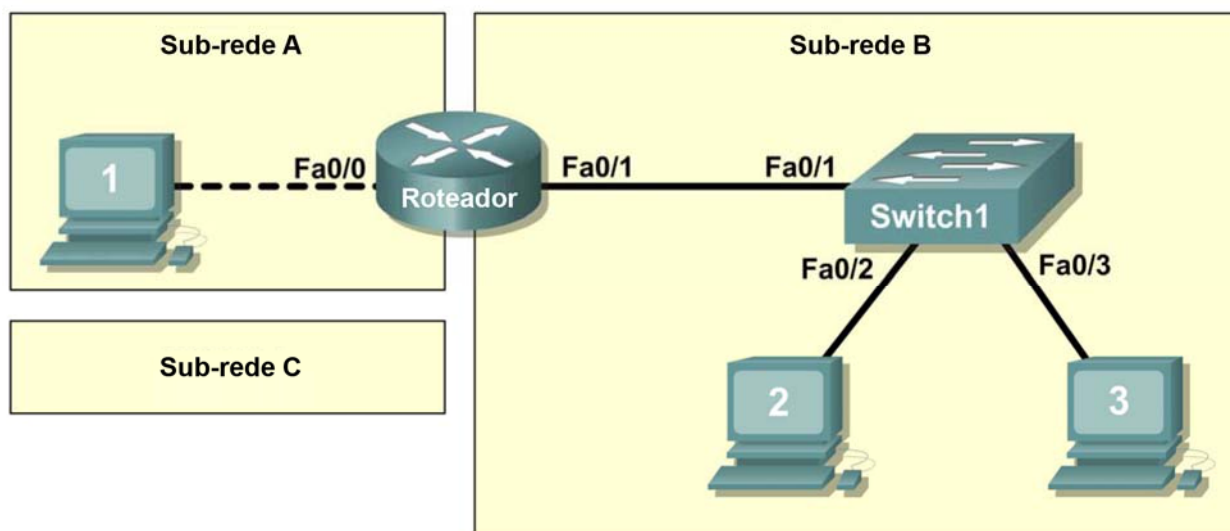 Sub-rede A
Sub-rede B
1
Fa0/0
Roteador
Fa0/1
Fa0/1
Switch1
Fa0/2
Fa0/3
Sub-rede C
2
3